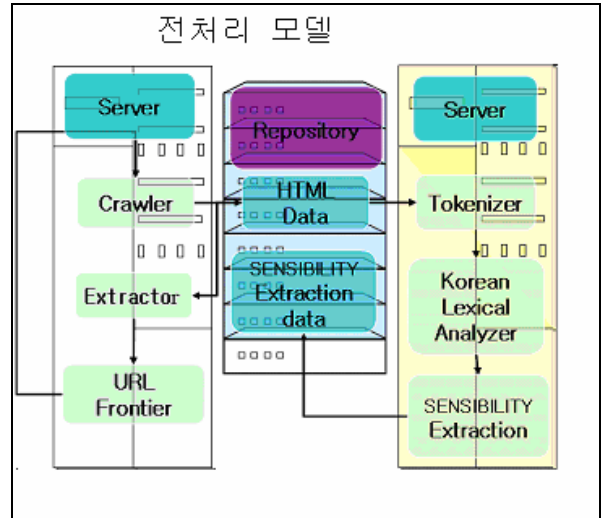 전처리 모델
Server
Crawler
Extractor
URL
Frontier
Repository
HTML
Data
SENSIBILITY
Extraction
data
Server
Tokenizer
Korean
Lexical
Analyzer
SENSIBILITY
Extraction